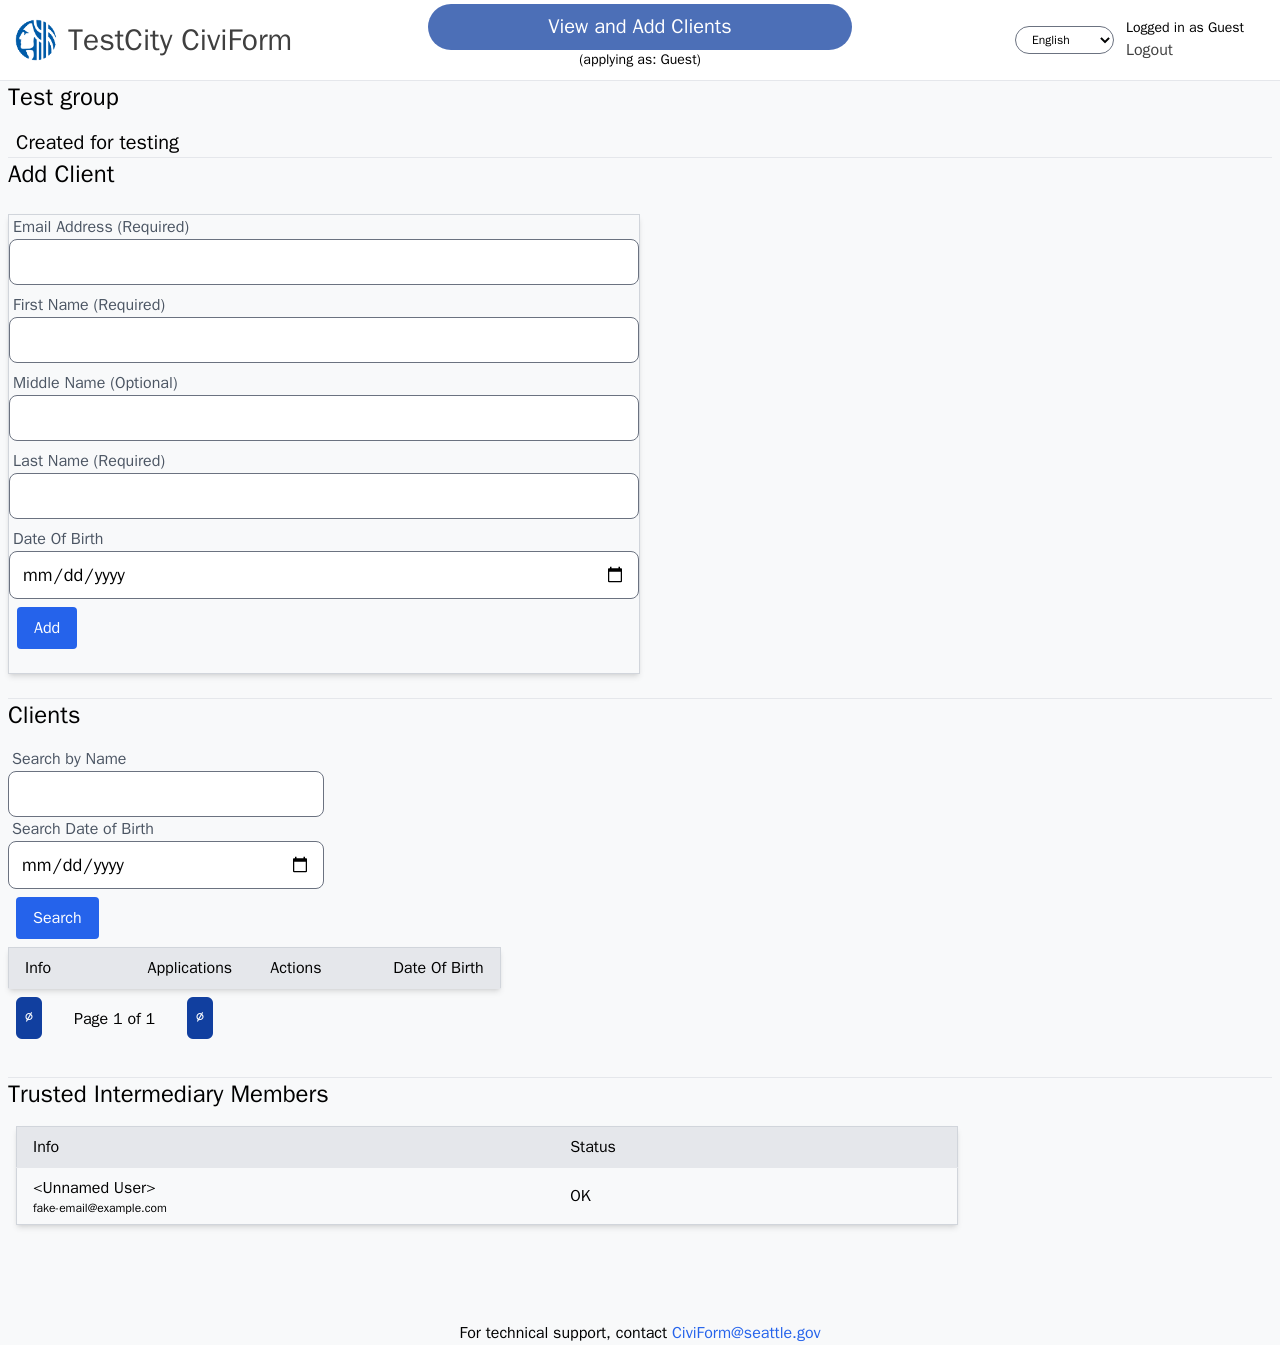 TestCity CiviForm
View and Add Clients
(applying as: Guest)
English
Logged in as Guest
Logout
Test group
Created for testing
Add Client
Email Address (Required)
First Name (Required)
Middle Name (Optional)
Last Name (Required)
Date Of Birth
mm/dd/yyyy
Add
Clients
Search by Name
Search Date of Birth
mm/dd/yyyy
Search
Info Applications Actions Date Of Birth
∅ Page 1 of 1 ∅
Trusted Intermediary Members
Info Status
<Unnamed User> OK
fake-email@example.com
For technical support, contact CiviForm@seattle.gov